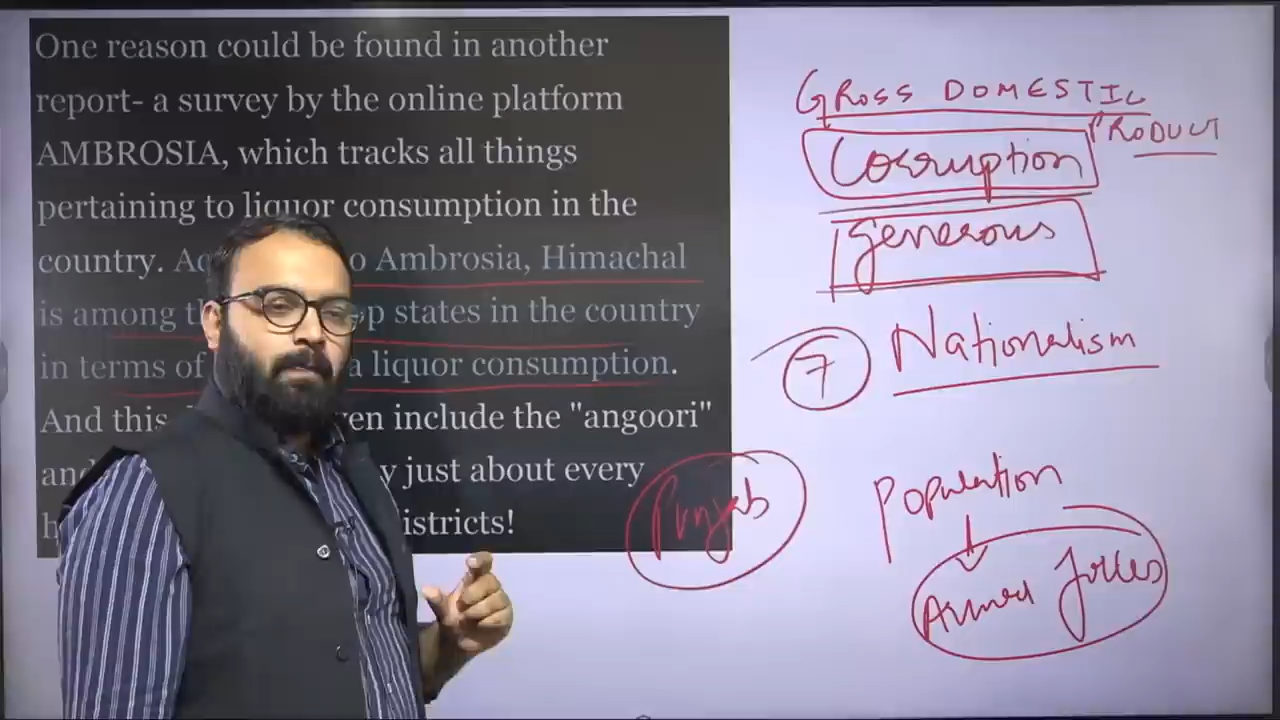 One reason could be found in another
report- a survey by the online platform
AMBROSIA, which tracks all things
pertaining to liquor consumption in the
country. Ambrosia, Himachal
is among states in the country
in terms of liquor consumption.
And this include the "angoori"
and just about every
GROSS DOMESTIC
PRODUCT
Corruption
generous
7 Nationalism
Punjab
Population
Armed Forces